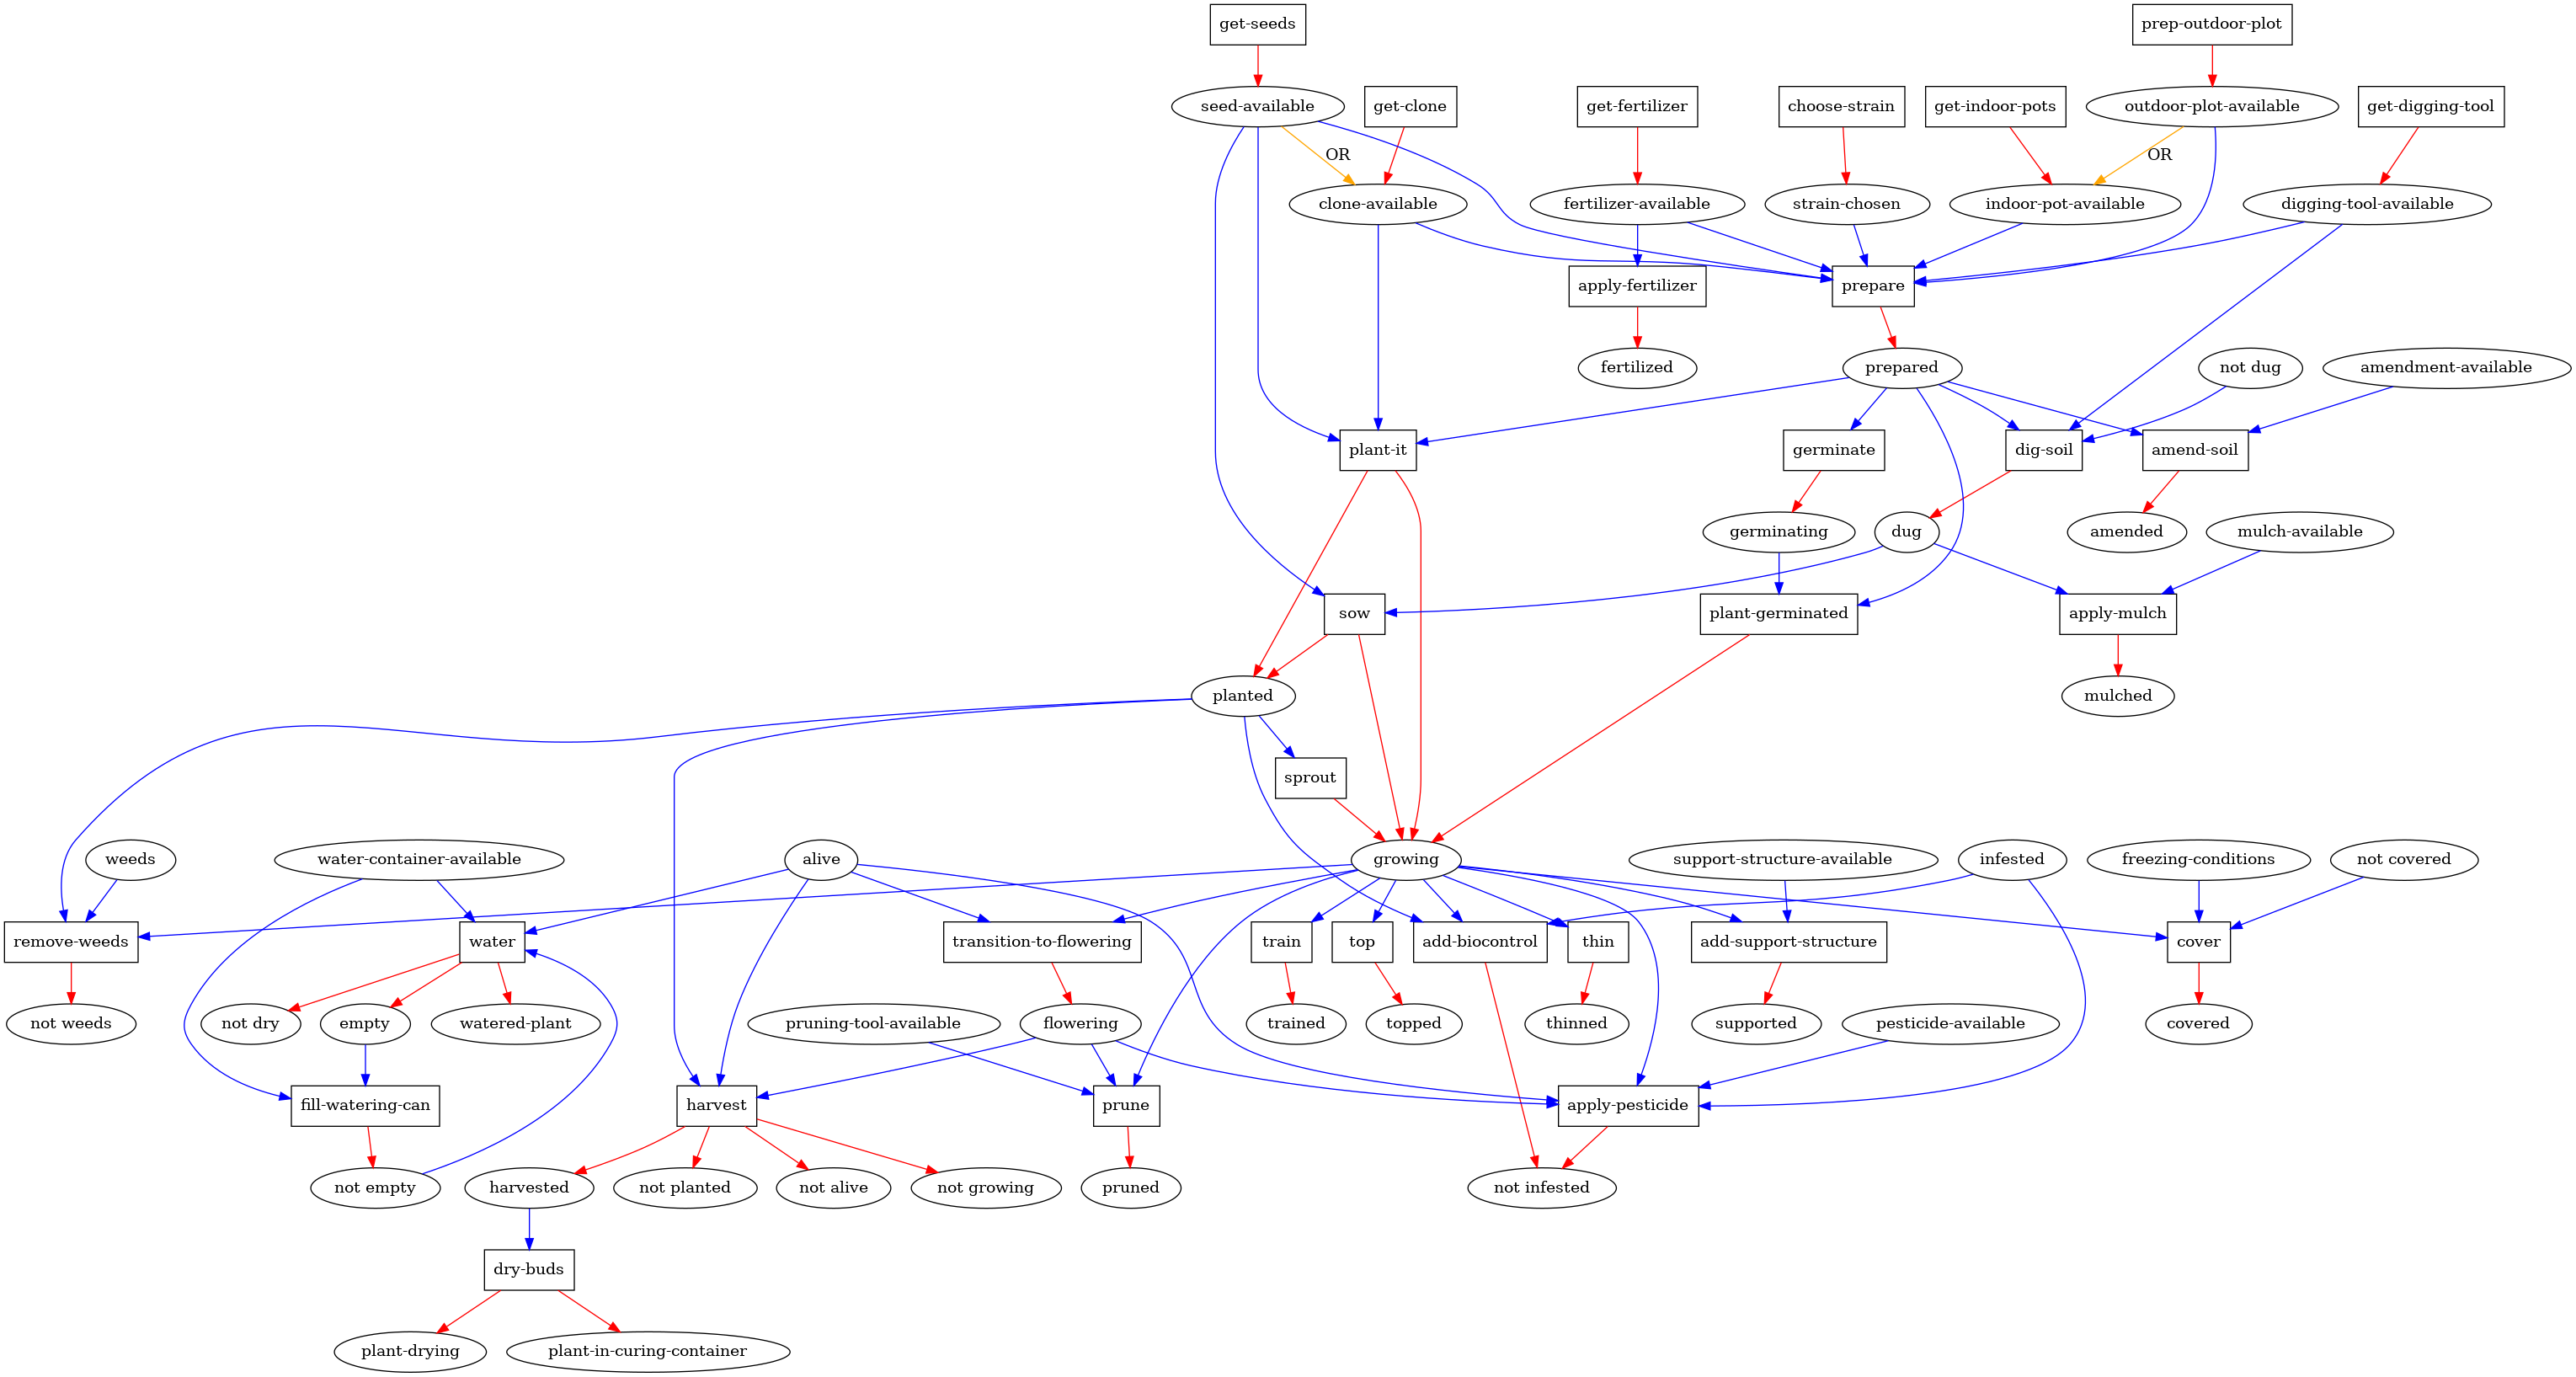 get-seeds
prep-outdoor-plot
seed-available
get-clone
get-fertilizer
choose-strain
get-indoor-pots
outdoor-plot-available
get-digging-tool
OR
OR
clone-available
fertilizer-available
strain-chosen
indoor-pot-available
digging-tool-available
apply-fertilizer
prepare
fertilized
prepared
not dug
amendment-available
plant-it
germinate
dig-soil
amend-soil
germinating
dug
amended
mulch-available
sow
plant-germinated
apply-mulch
planted
mulched
sprout
weeds
water-container-available
alive
growing
support-structure-available
infested
freezing-conditions
not covered
remove-weeds
water
transition-to-flowering
train
top
add-biocontrol
thin
add-support-structure
cover
not weeds
not dry
empty
watered-plant
pruning-tool-available
flowering
trained
topped
thinned
supported
pesticide-available
covered
fill-watering-can
harvest
prune
apply-pesticide
not empty
harvested
not planted
not alive
not growing
pruned
not infested
dry-buds
plant-drying
plant-in-curing-container